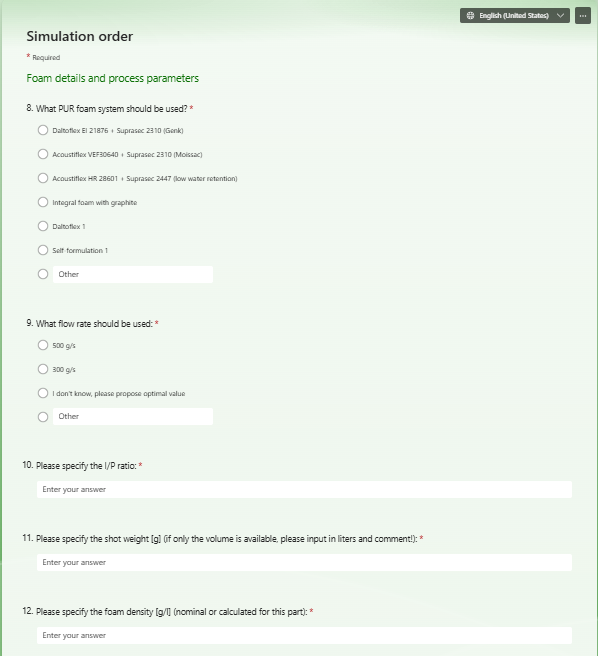 English (United States)
...
Simulation order
* Required
Foam details and process parameters
8. What PUR foam system should be used? *
Daltoflex EI 21876 + Suprasec 2310 (Genk)
Acoustiflex VEF30640 + Suprasec 2310 (Moissac)
Acoustiflex HR 28601 + Suprasec 2447 (low water retention)
Integral foam with graphite
Daltoflex 1
Self-formulation 1
Other
9. What flow rate should be used: *
500 g/s
300 g/s
I don't know, please propose optimal value
Other
10. Please specify the I/P ratio: *
Enter your answer
11. Please specify the shot weight [g] (if only the volume is available, please input in liters and comment!): *
Enter your answer
12. Please specify the foam density [g/l] (nominal or calculated for this part): *
Enter your answer